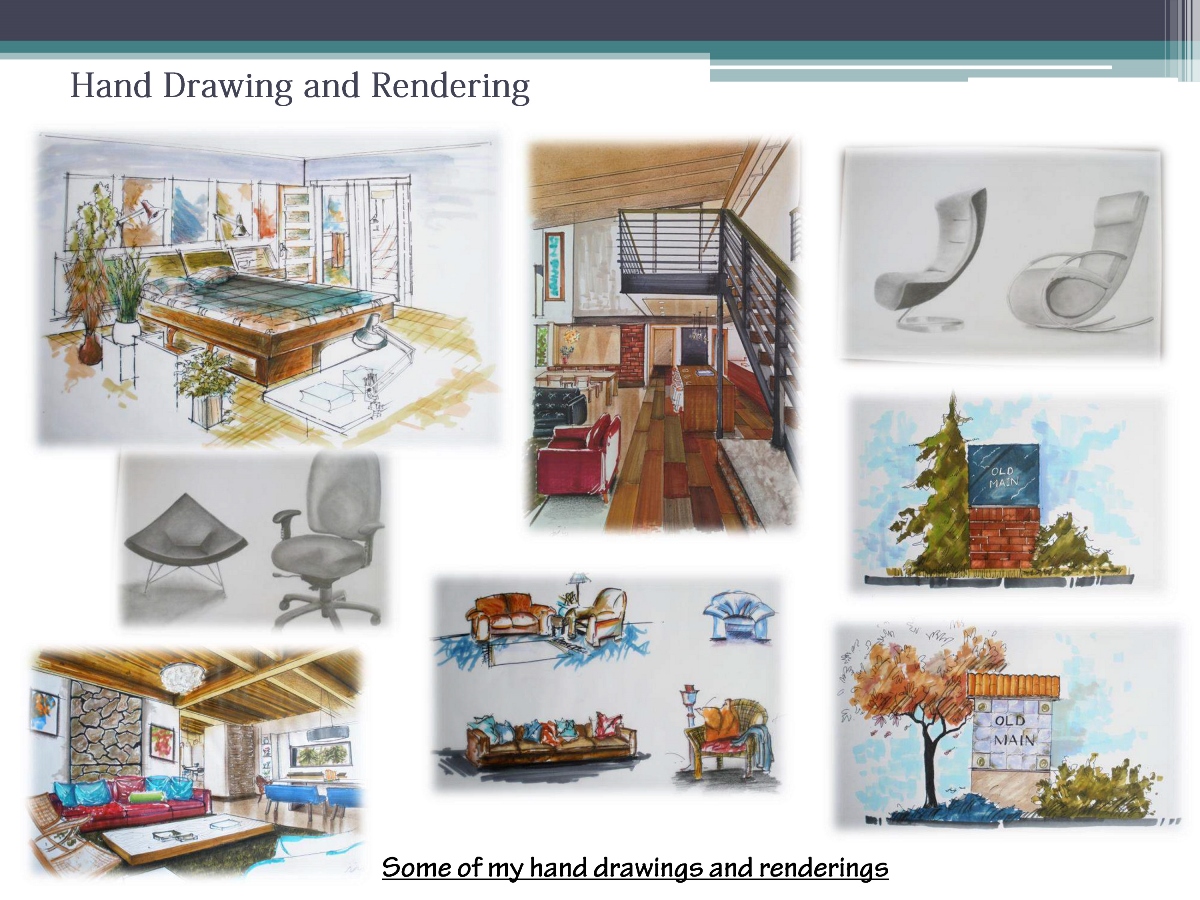 Hand Drawing and Rendering
OLD
MAIN
OLD
MAIN
Some of my hand drawings and renderings